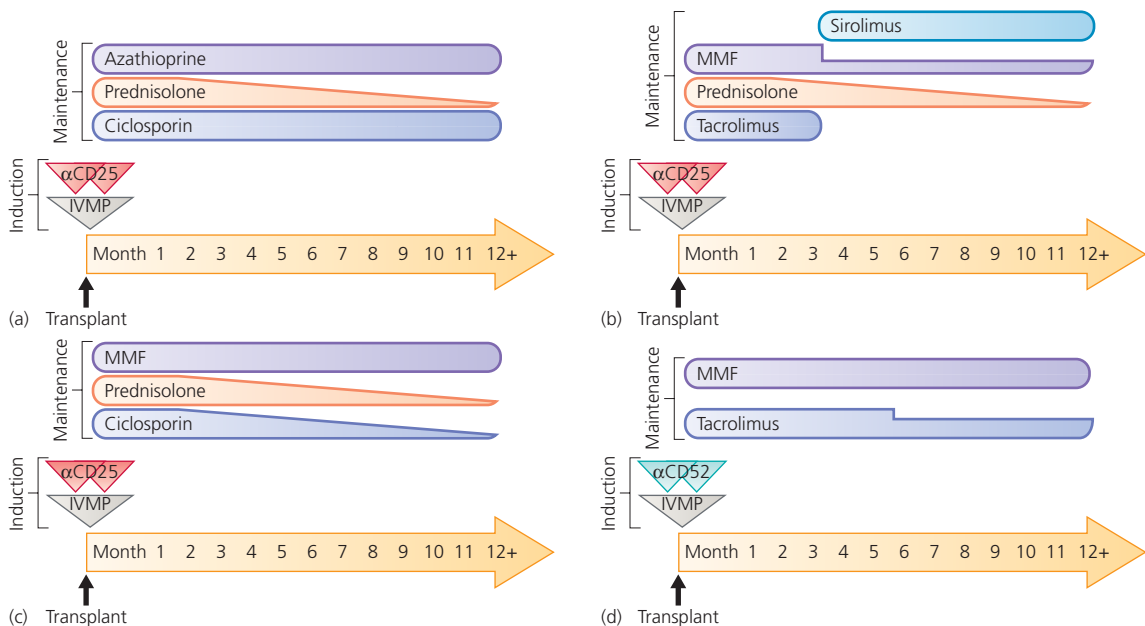 Maintenance
Azathioprine
Prednisolone
Ciclosporin
Induction
αCD25
IVMP
Month 1 2 3 4 5 6 7 8 9 10 11 12+
(a) Transplant
Maintenance
Sirolimus
MMF
Prednisolone
Tacrolimus
Induction
αCD25
IVMP
Month 1 2 3 4 5 6 7 8 9 10 11 12+
(b) Transplant
Maintenance
MMF
Prednisolone
Ciclosporin
Induction
αCD25
IVMP
Month 1 2 3 4 5 6 7 8 9 10 11 12+
(c) Transplant
Maintenance
MMF
Tacrolimus
Induction
αCD52
IVMP
Month 1 2 3 4 5 6 7 8 9 10 11 12+
(d) Transplant